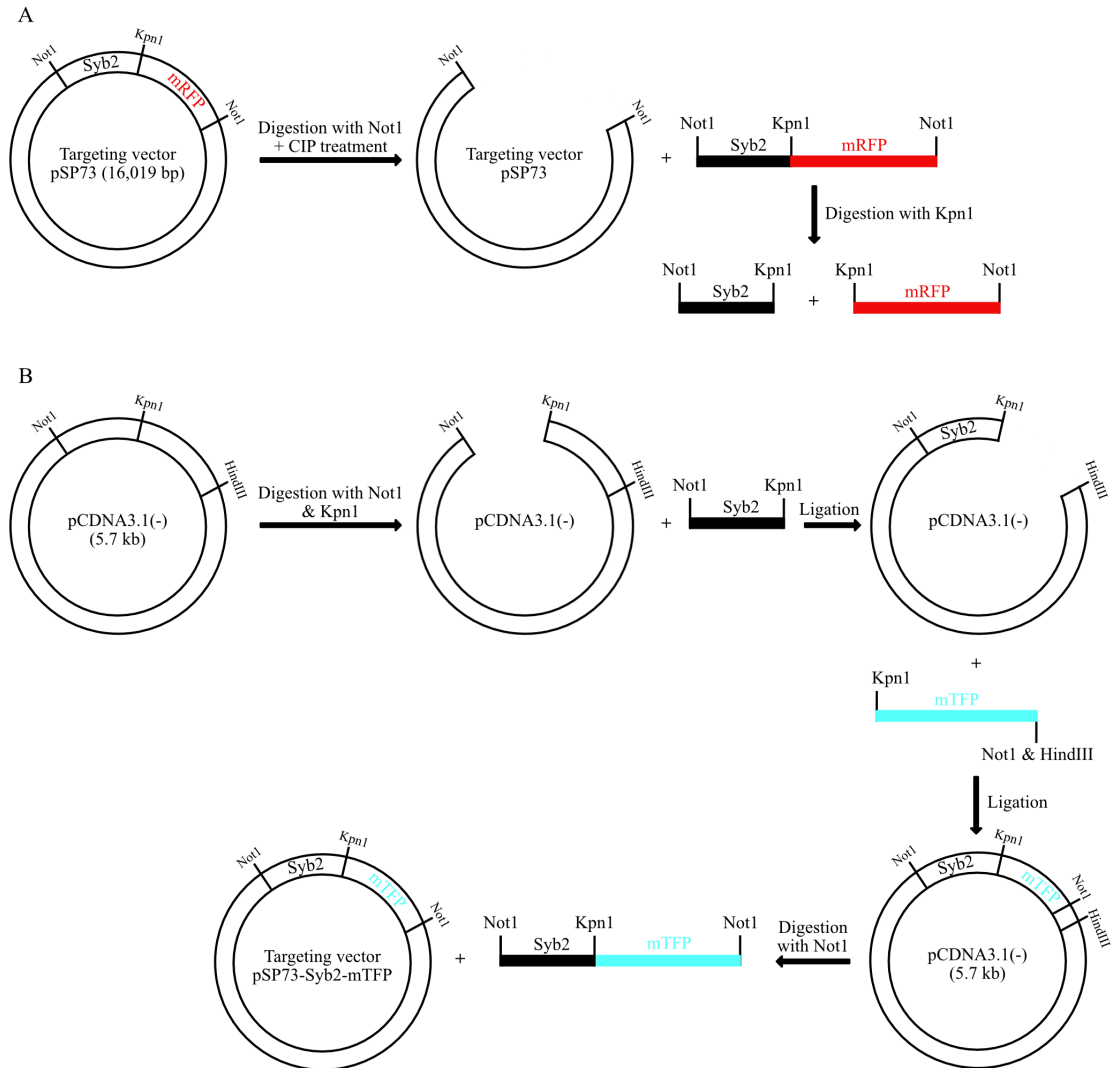 A
Not1
Syb2
Kpn1
mRFP
Not1
Targeting vector
pSP73 (16,019 bp)
Digestion with Not1
+ CIP treatment
Not1
Not1
Targeting vector
pSP73
+
Not1
Kpn1
Not1
Syb2
mRFP
Digestion with Kpn1
Not1
Kpn1
Syb2
+
Kpn1
Not1
mRFP
B
Not1
Kpn1
HindIII
pCDNA3.1(-)
(5.7 kb)
Digestion with Not1
& Kpn1
Not1
Kpn1
HindIII
pCDNA3.1(-)
+
Not1
Kpn1
Syb2
Ligation
Not1
Syb2
Kpn1
HindIII
pCDNA3.1(-)
+
Kpn1
mTFP
Not1 & HindIII
Ligation
Not1
Syb2
Kpn1
mTFP
Not1
Targeting vector
pSP73-Syb2-mTFP
+
Not1
Kpn1
Not1
Syb2
mTFP
Digestion
with Not1
Not1
Syb2
Kpn1
mTFP
Not1
HindIII
pCDNA3.1(-)
(5.7 kb)